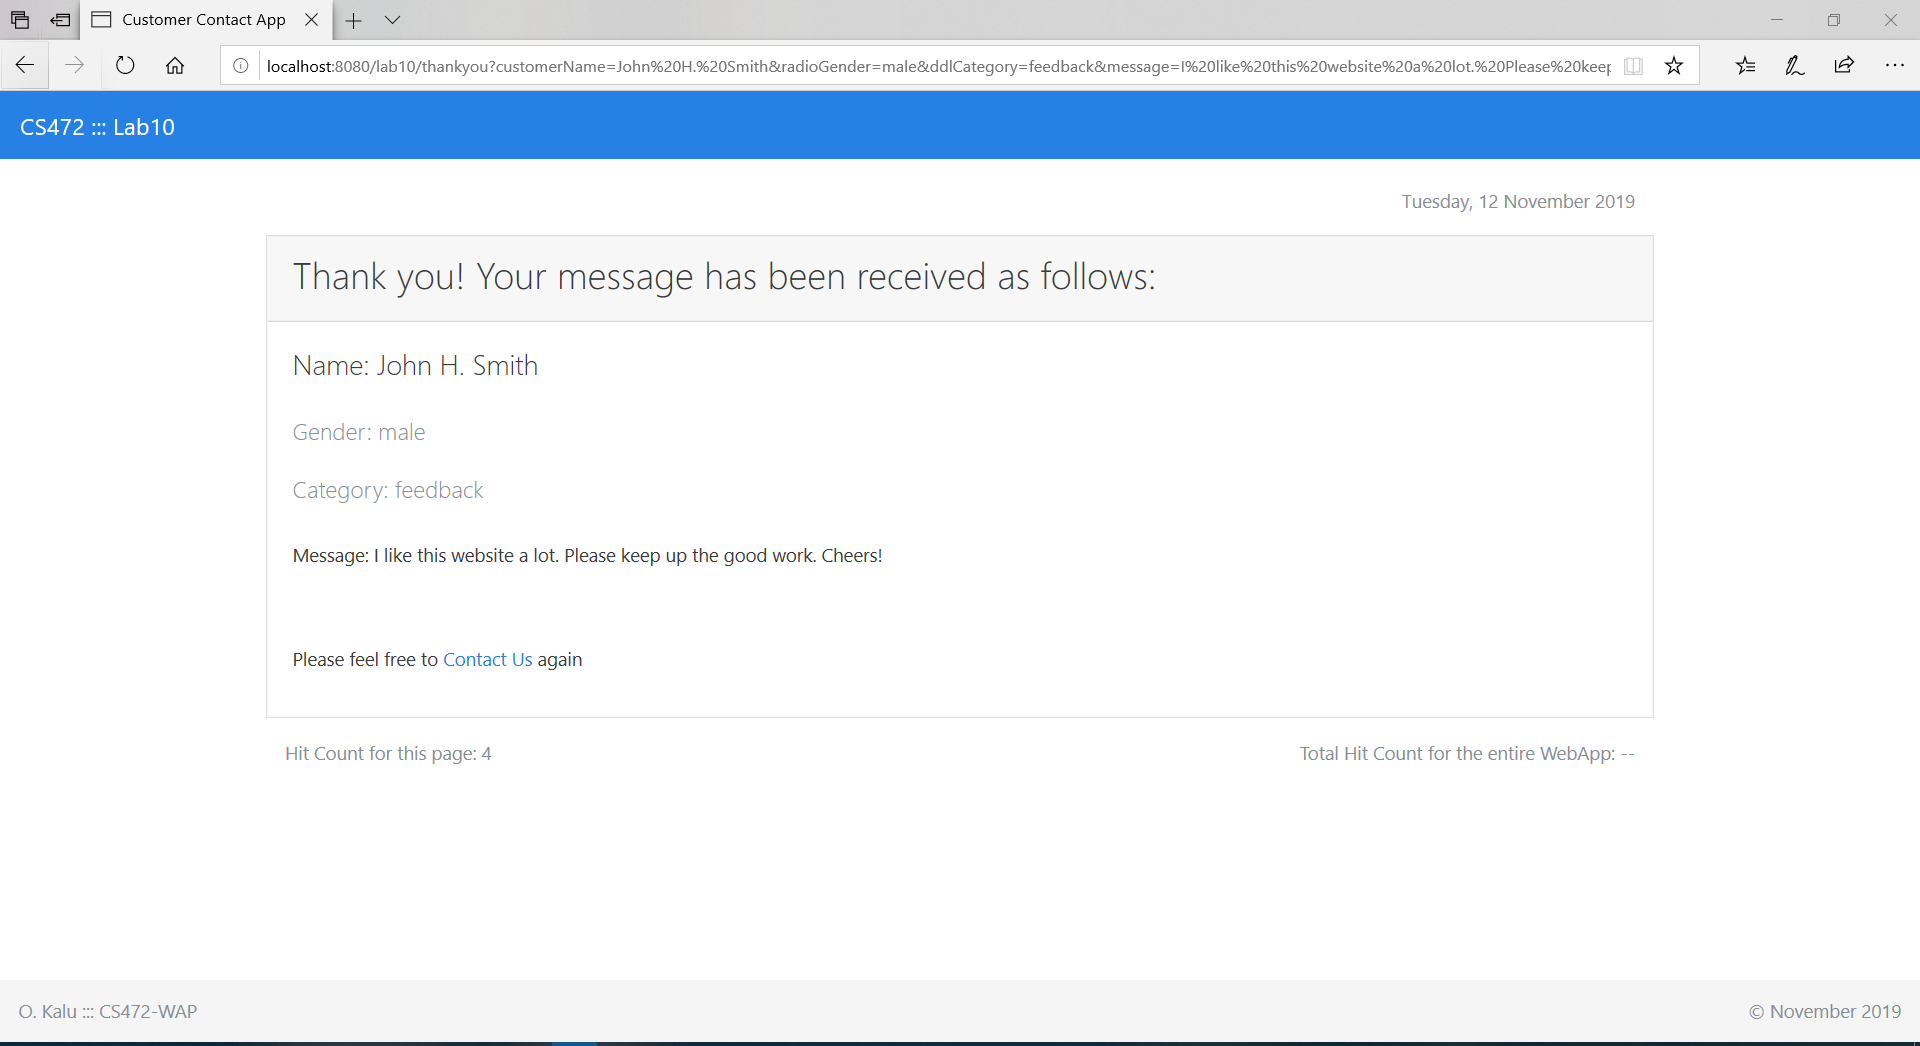 Customer Contact App
localhost:8080/lab10/thankyou?customerName=John%20H.%20Smith&radioGender=male&ddlCategory=feedback&message=I%20like%20this%20website%20a%20lot.%20Please%20keep
CS472 ::: Lab10
Tuesday, 12 November 2019
Thank you! Your message has been received as follows:
Name: John H. Smith
Gender: male
Category: feedback
Message: I like this website a lot. Please keep up the good work. Cheers!
Please feel free to Contact Us again
Hit Count for this page: 4
Total Hit Count for the entire WebApp: --
O. Kalu ::: CS472-WAP
© November 2019